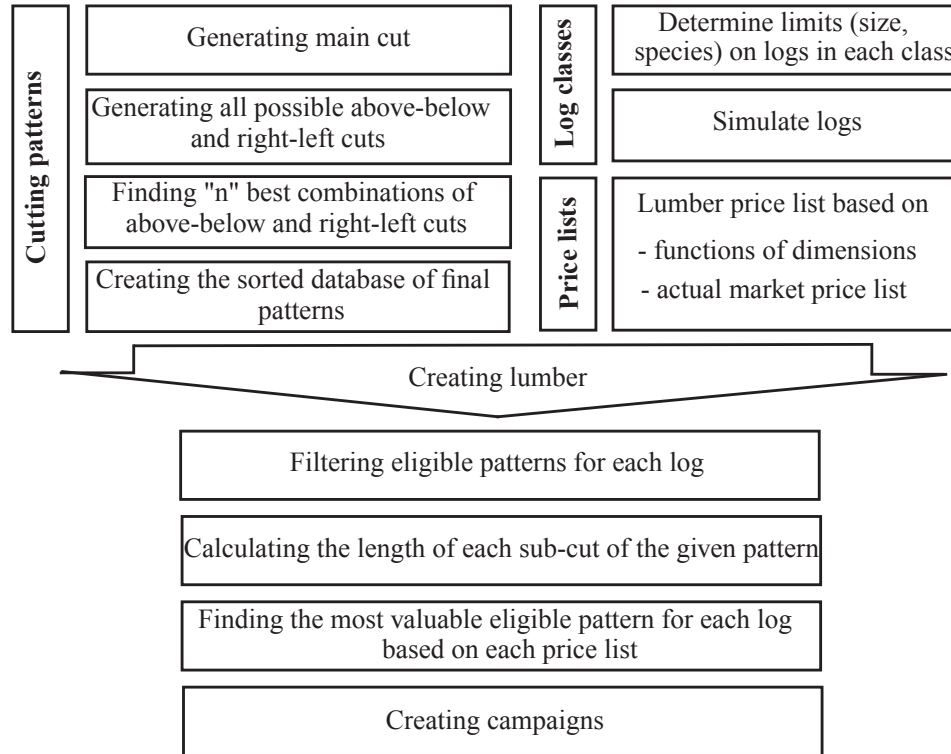 Cutting patterns
Generating main cut
Generating all possible above-below
and right-left cuts
Finding "n" best combinations of
above-below and right-left cuts
Creating the sorted database of final
patterns
Log classes
Determine limits (size,
species) on logs in each class
Simulate logs
Price lists
Lumber price list based on
- functions of dimensions
- actual market price list
Creating lumber
Filtering eligible patterns for each log
Calculating the length of each sub-cut of the given pattern
Finding the most valuable eligible pattern for each log
based on each price list
Creating campaigns